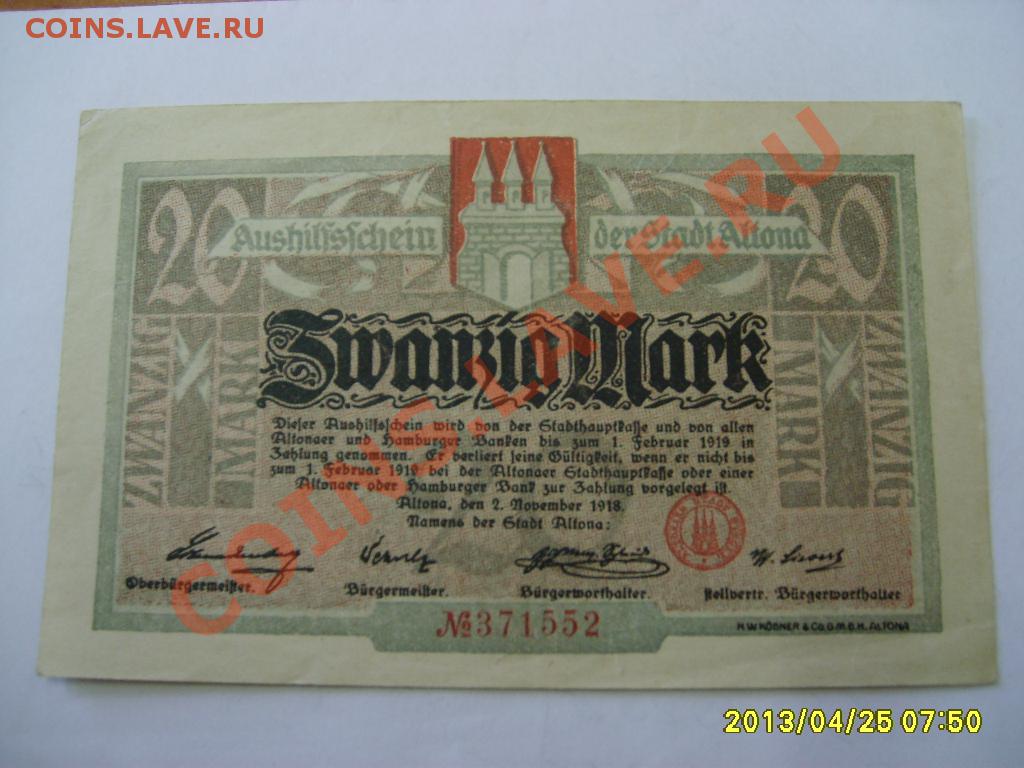 COINS.LAVE.RU
20
Aushilfsschein
der Stadt Altona
20
Zwanzig Mark
ZWANZIG
MARK
MARK
ZWANZIG
Dieser Aushilfsschein wird von der Stadthauptkasse und von allen
Altonaer und Hamburger Banken bis zum 1. Februar 1919 in
Zahlung genommen. Er verliert seine Gültigkeit, wenn er nicht bis
zum 1. Februar 1919 bei der Altonaer Stadthauptkasse oder einer
Altonaer oder Hamburger Bank zur Zahlung vorgelegt ist.
Altona, den 2. November 1918.
Namens der Stadt Altona:
Oberbürgermeister.
Bürgermeister.
Bürgerworthalter.
stellvertr. Bürgerworthalter
№371552
H.W. KÖBNER & CO. G.M.B.H. ALTONA
COINS.LAVE.RU
2013/04/25 07:50